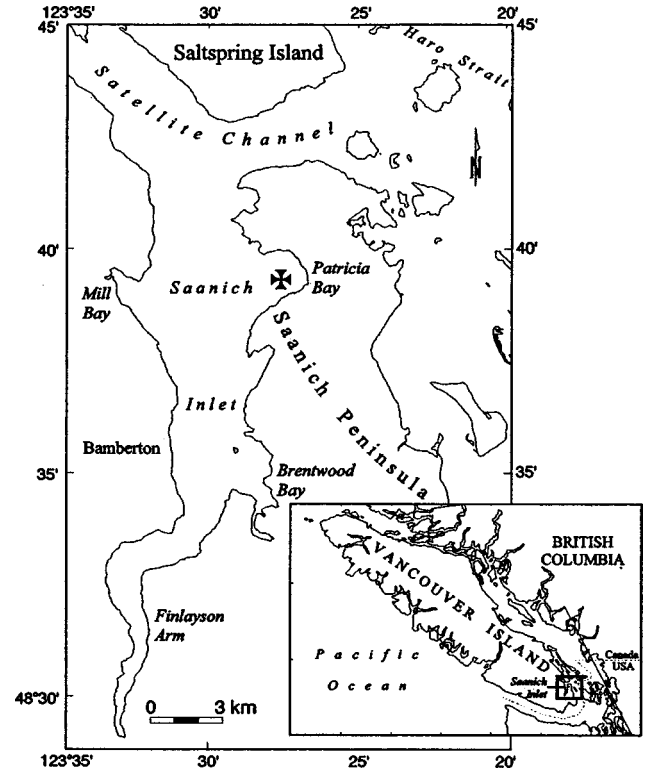 123°35' 30' 25' 20'
45'
Saltspring Island
Haro Strait
Satellite Channel
N
40' 40'
Patricia
Bay
Saanich
Mill
Bay
Saanich Peninsula
Inlet
Bamberton
Brentwood
Bay
35' 35'
BRITISH
COLUMBIA
VANCOUVER ISLAND
Finlayson
Arm
Pacific
Ocean
Canada
USA
Saanich
Inlet
48°30'
0 3 km
123°35' 30' 25' 20'